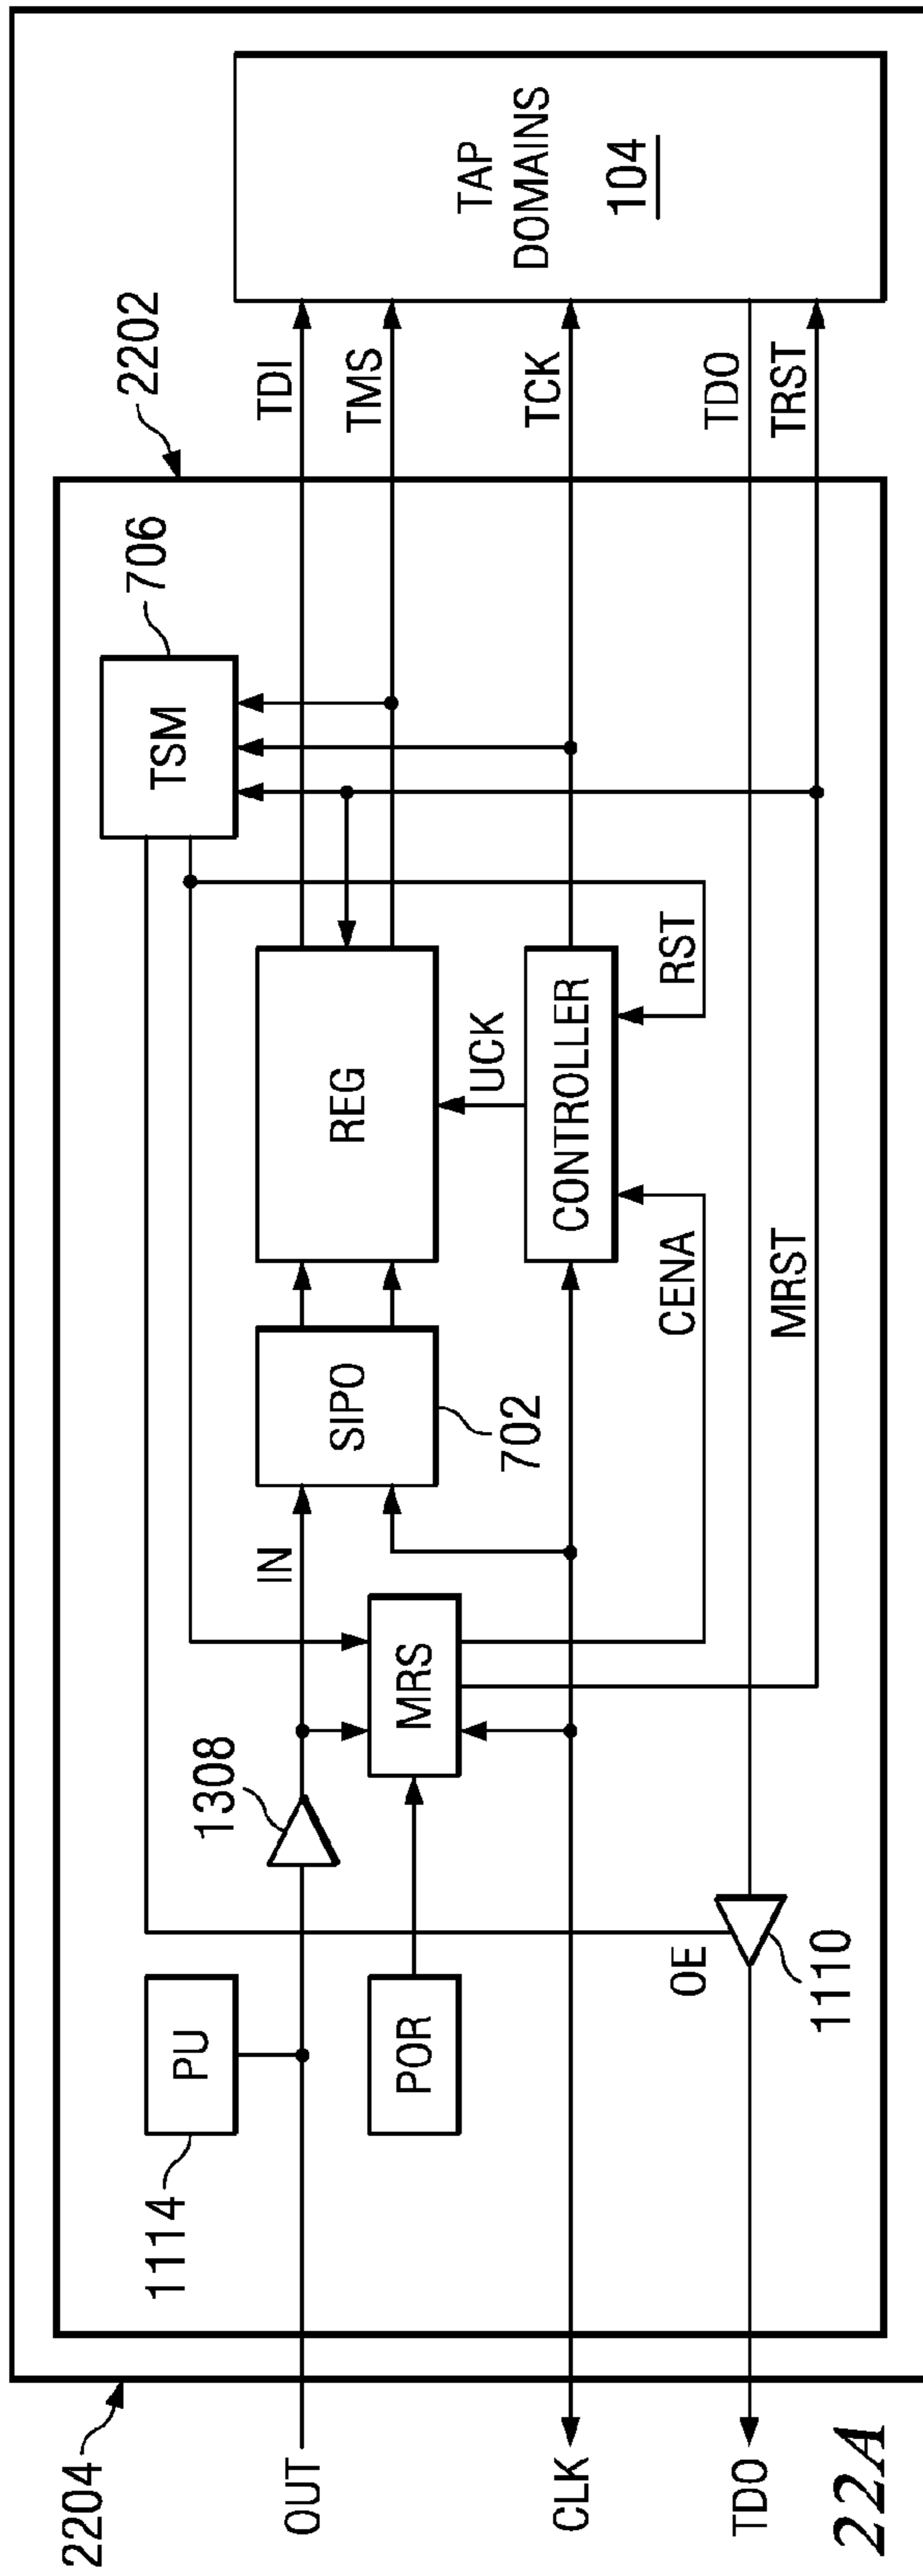 2204
2202
OUT
CLK
TDO
PU
1114
POR
1308
IN
MRS
SIPO
702
REG
UCK
CONTROLLER
CENA
RST
MRST
OE
1110
TSM
706
TDI
TMS
TCK
TDO
TRST
TAP
DOMAINS
104
22A